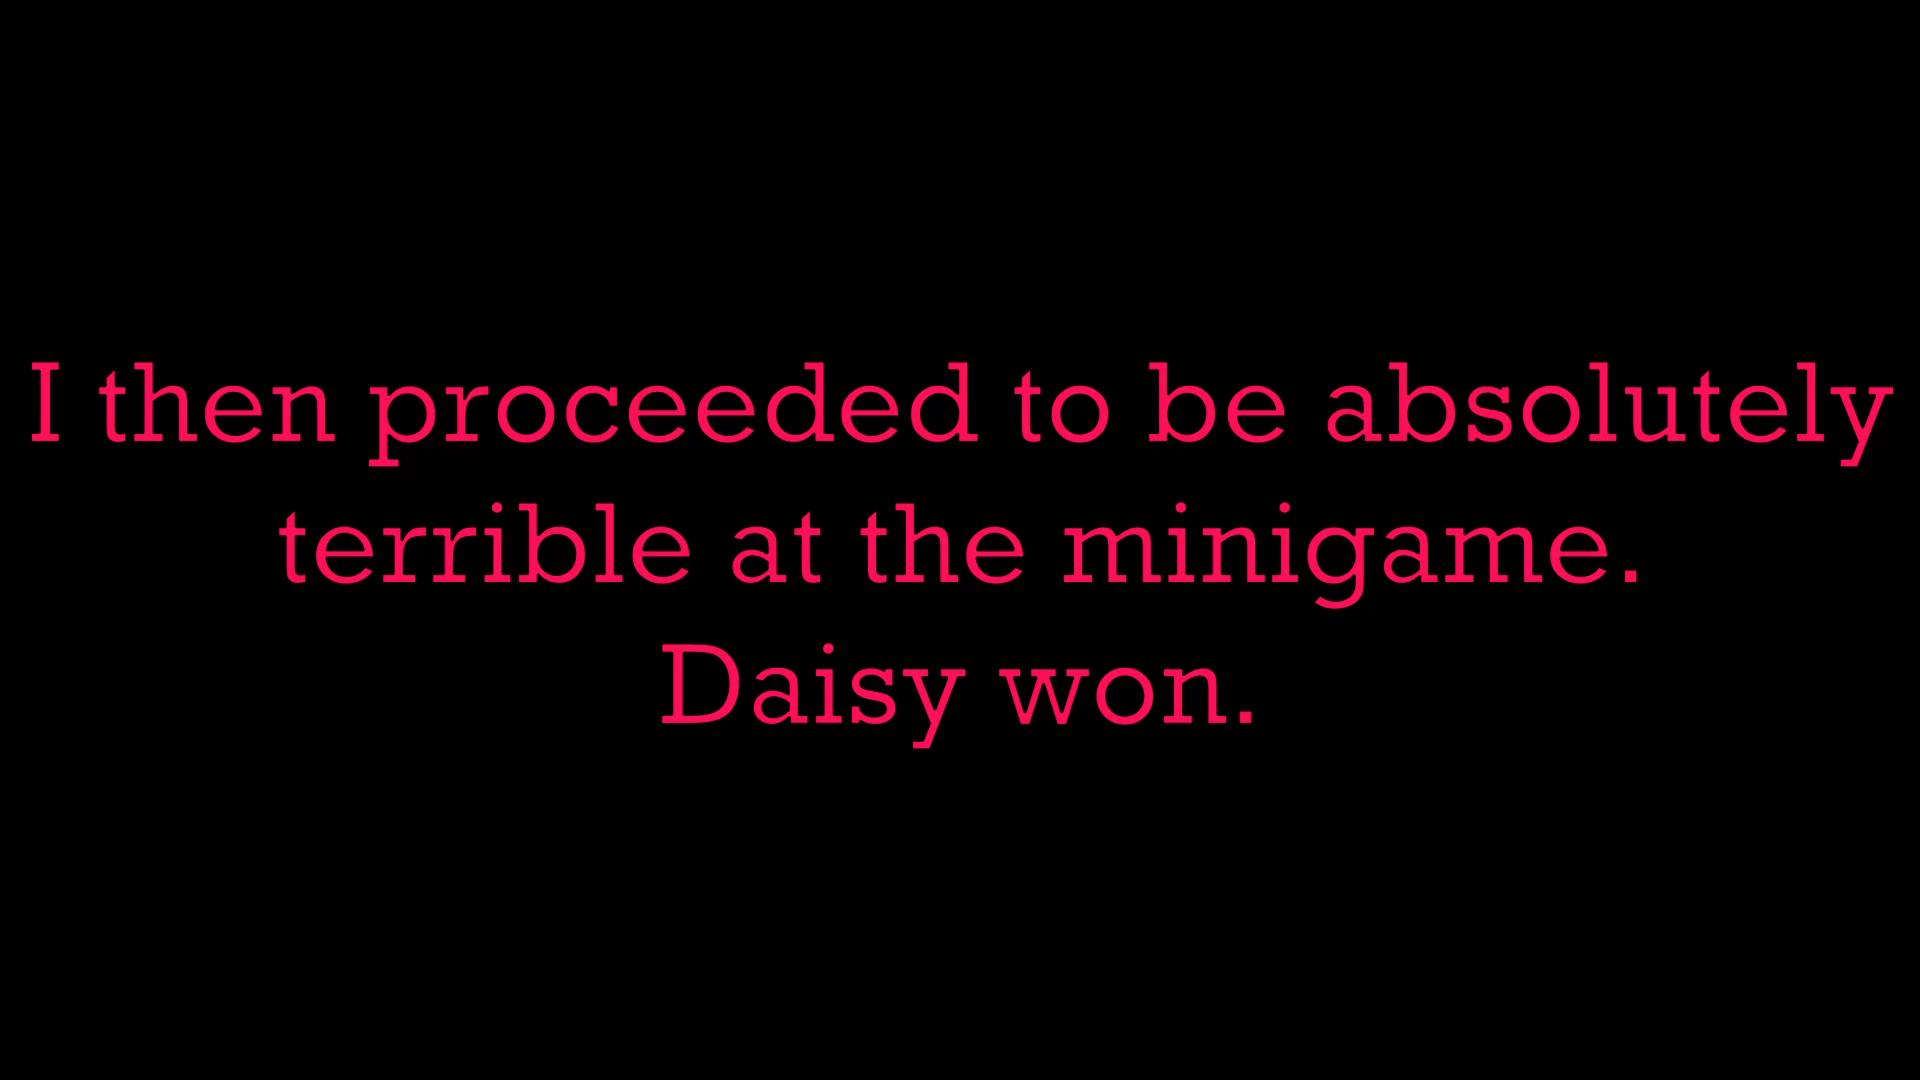 I then proceeded to be absolutely
terrible at the minigame.
Daisy won.